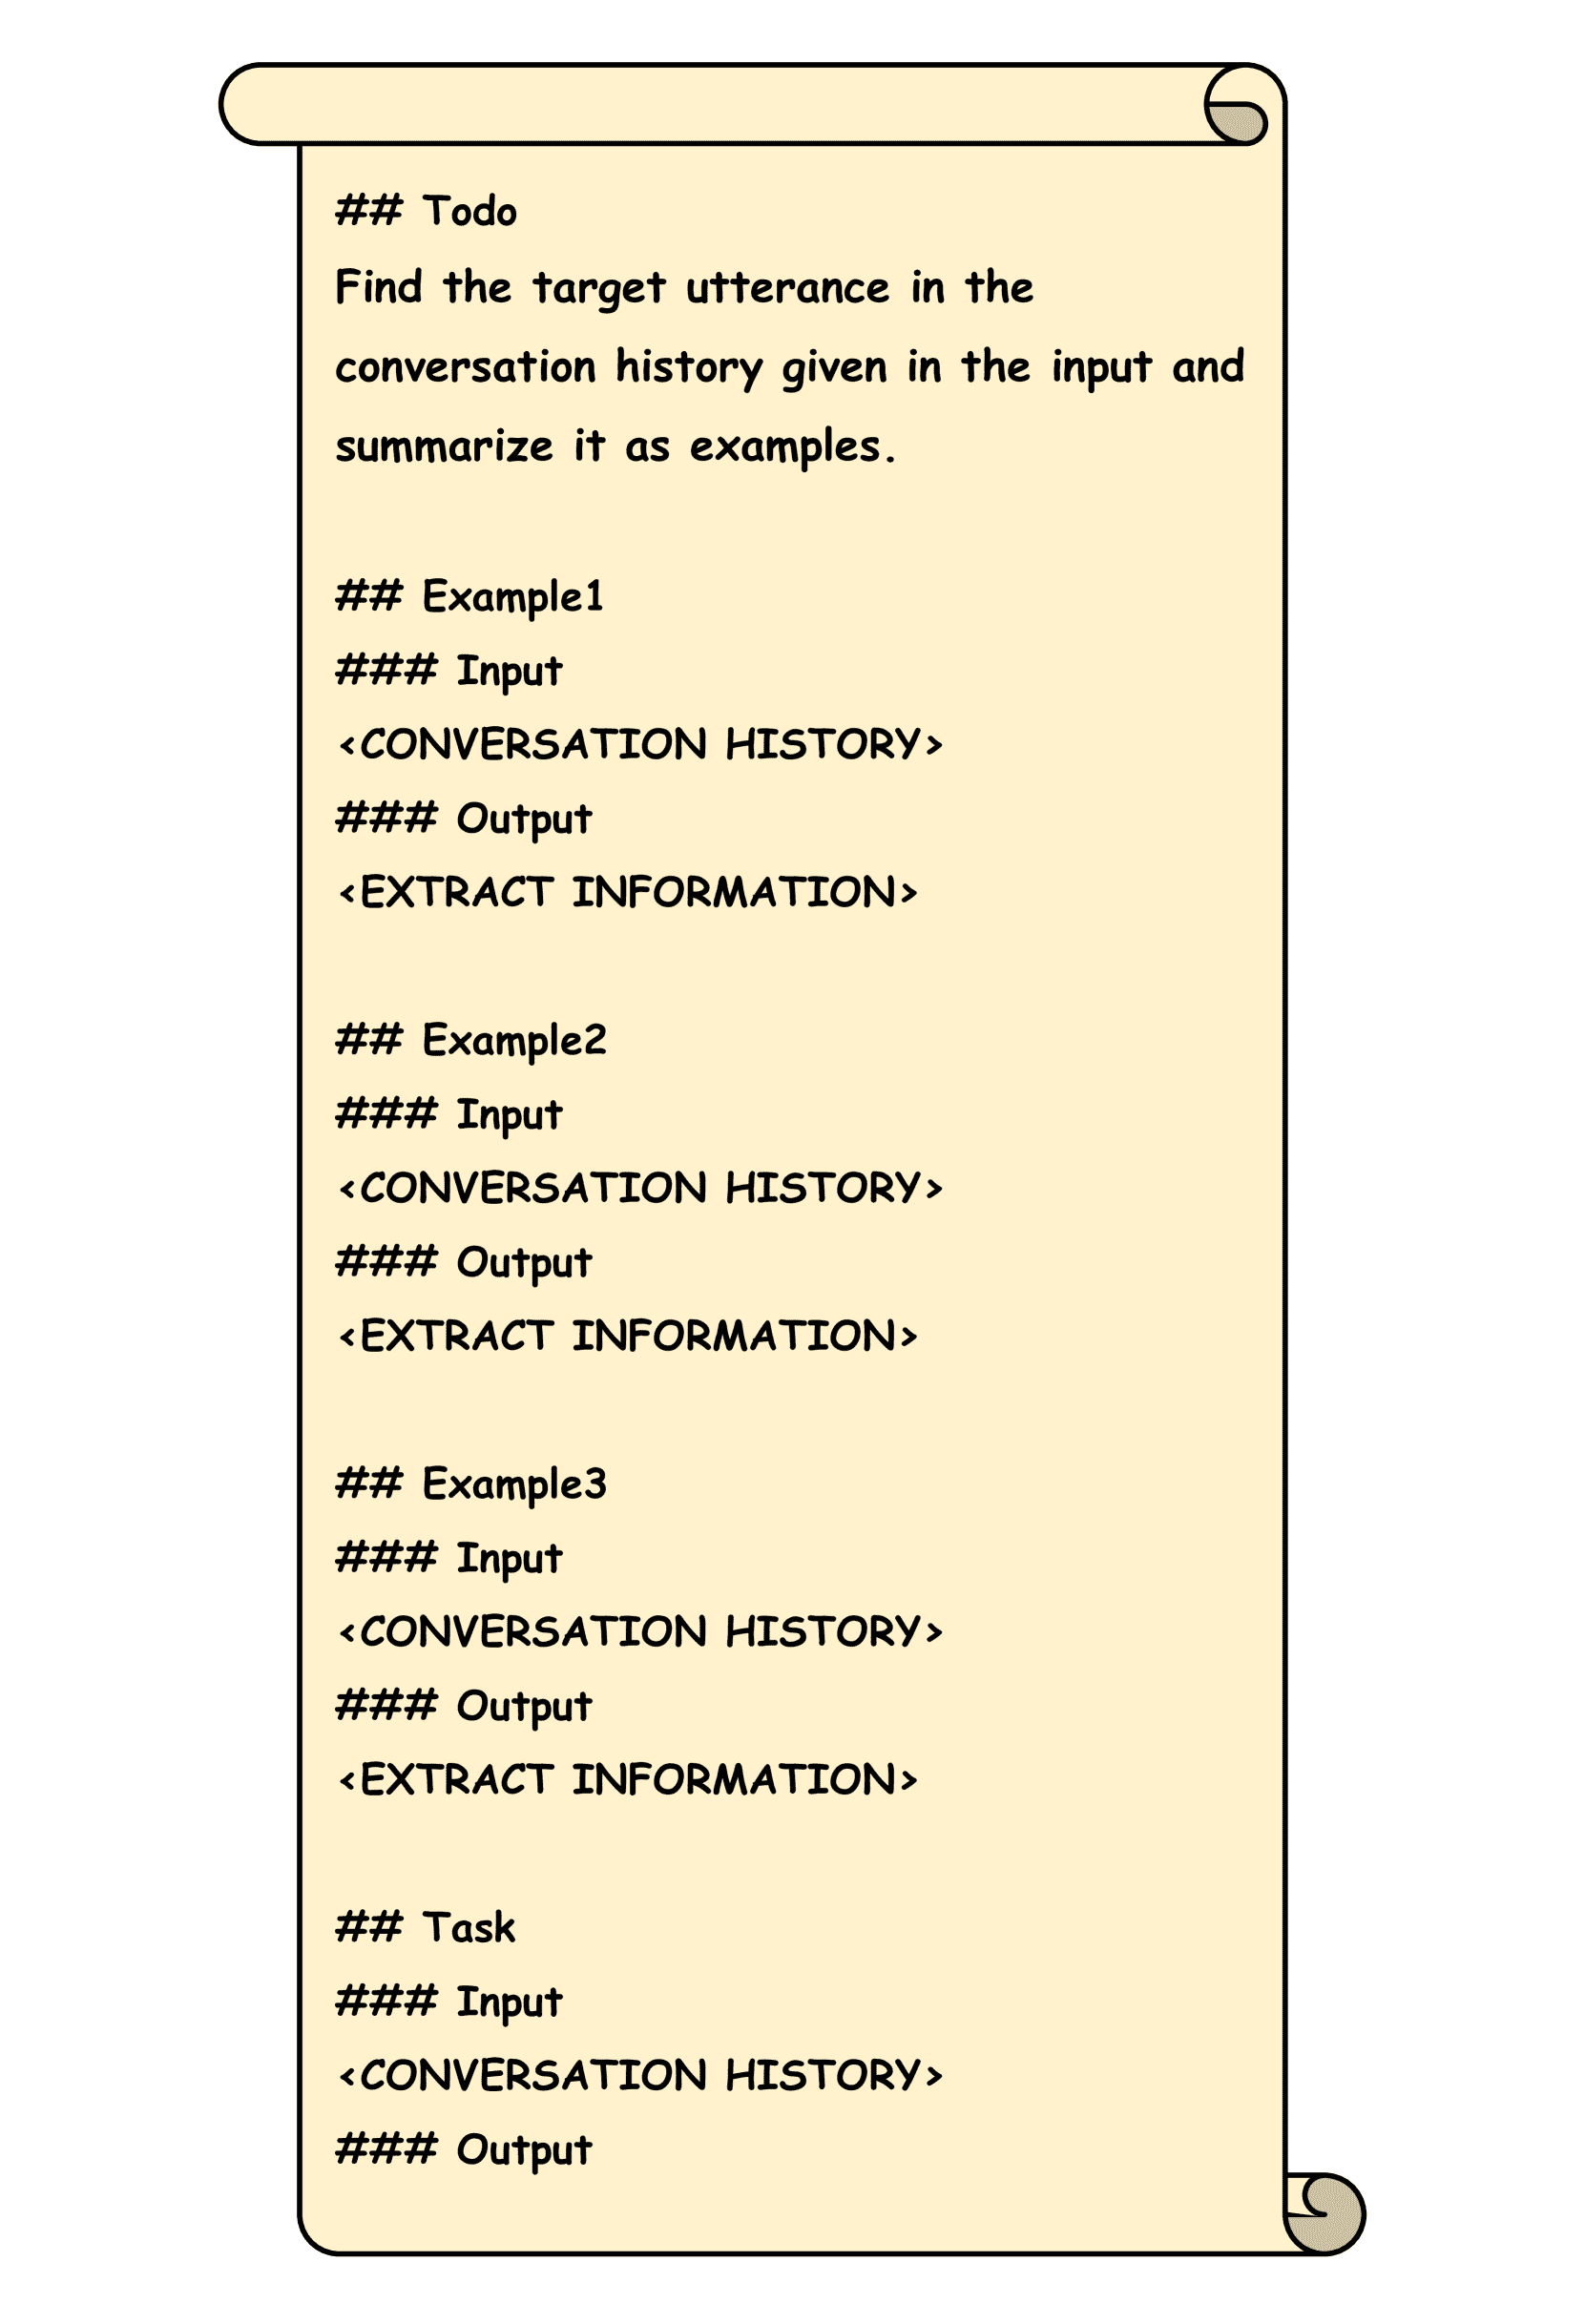 ## Todo
Find the target utterance in the
conversation history given in the input and
summarize it as examples.
## Example1
### Input
<CONVERSATION HISTORY>
### Output
<EXTRACT INFORMATION>
## Example2
### Input
<CONVERSATION HISTORY>
### Output
<EXTRACT INFORMATION>
## Example3
### Input
<CONVERSATION HISTORY>
### Output
<EXTRACT INFORMATION>
## Task
### Input
<CONVERSATION HISTORY>
### Output